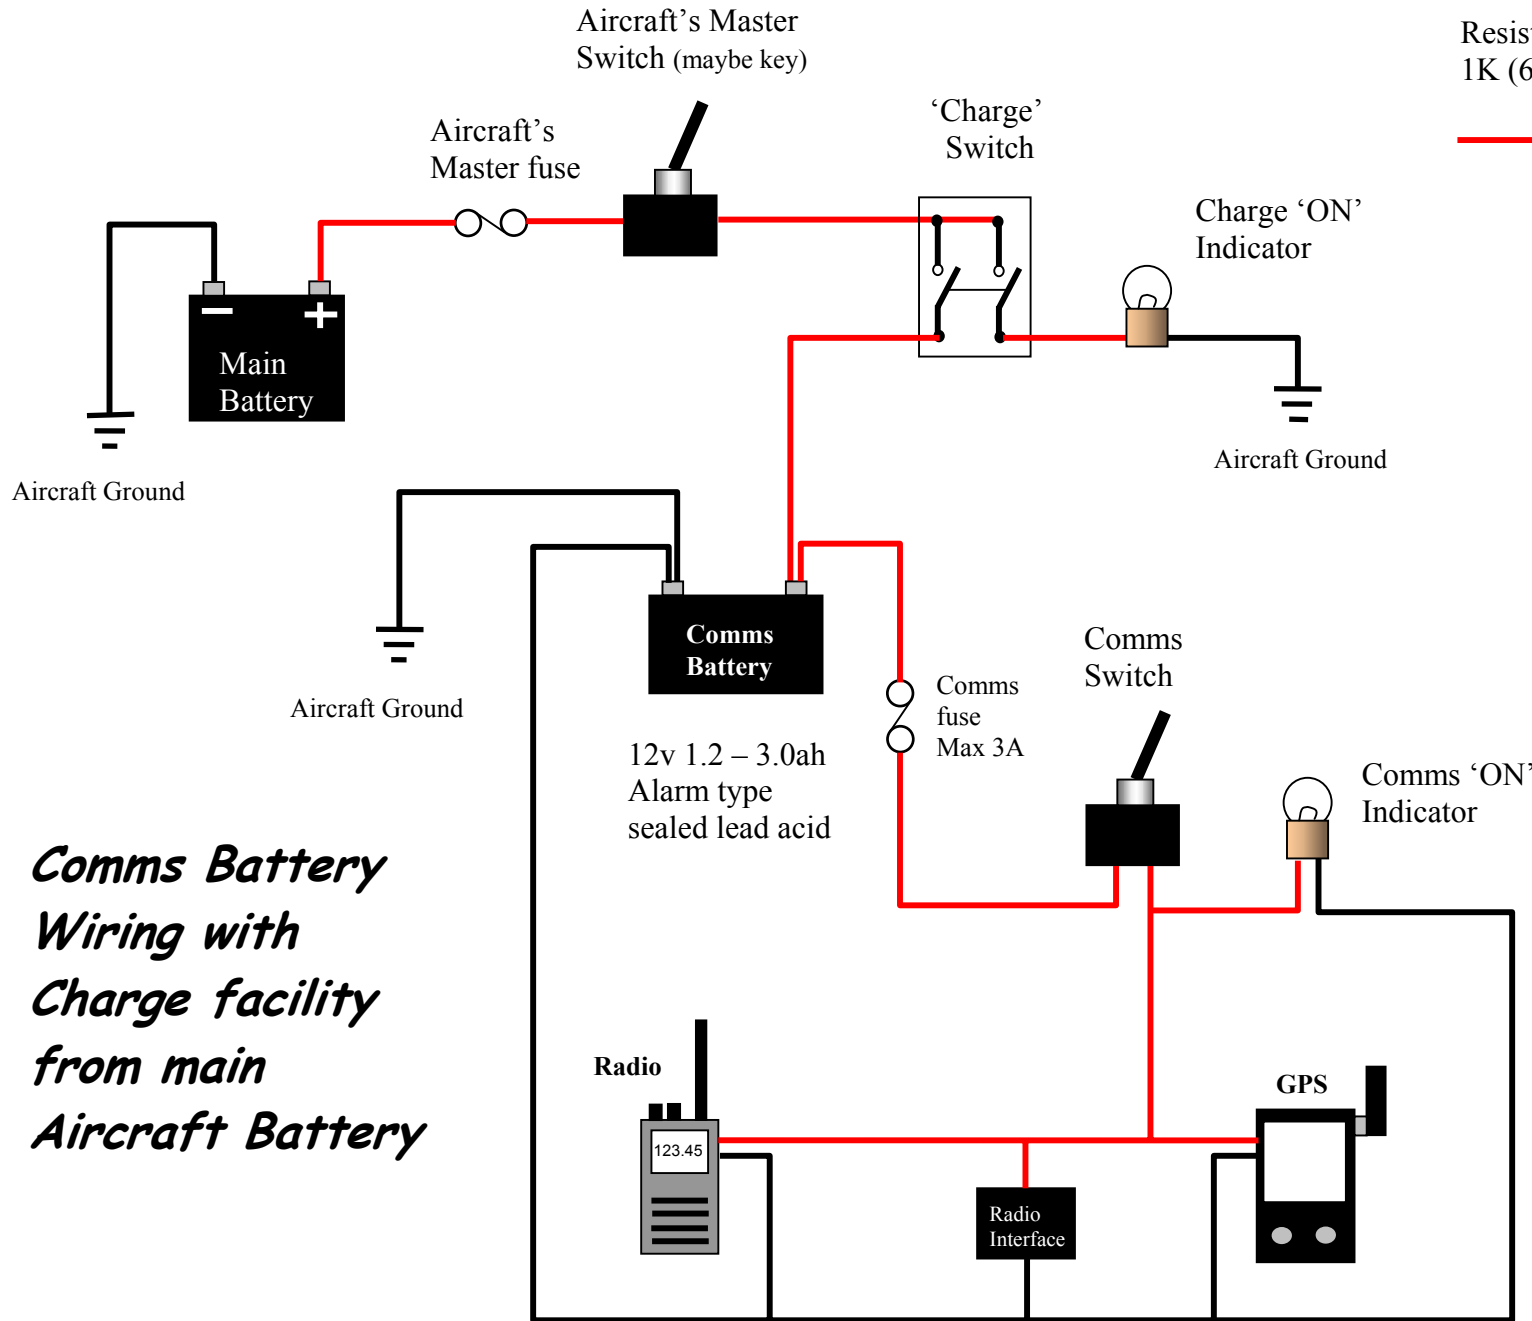 Aircraft's Master
Switch (maybe key)
1K
Aircraft's
Master fuse
‘Charge’
Switch
Charge ‘ON’
Indicator
Main
Battery
Aircraft Ground
Aircraft Ground
Comms
Battery
Aircraft Ground
12v 1.2 – 3.0ah
Alarm type
sealed lead acid
Comms
fuse
Max 3A
Comms
Switch
Comms ‘ON’
Indicator
Comms Battery
Wiring with
Charge facility
from main
Aircraft Battery
Radio
123.45
Radio
Interface
GPS